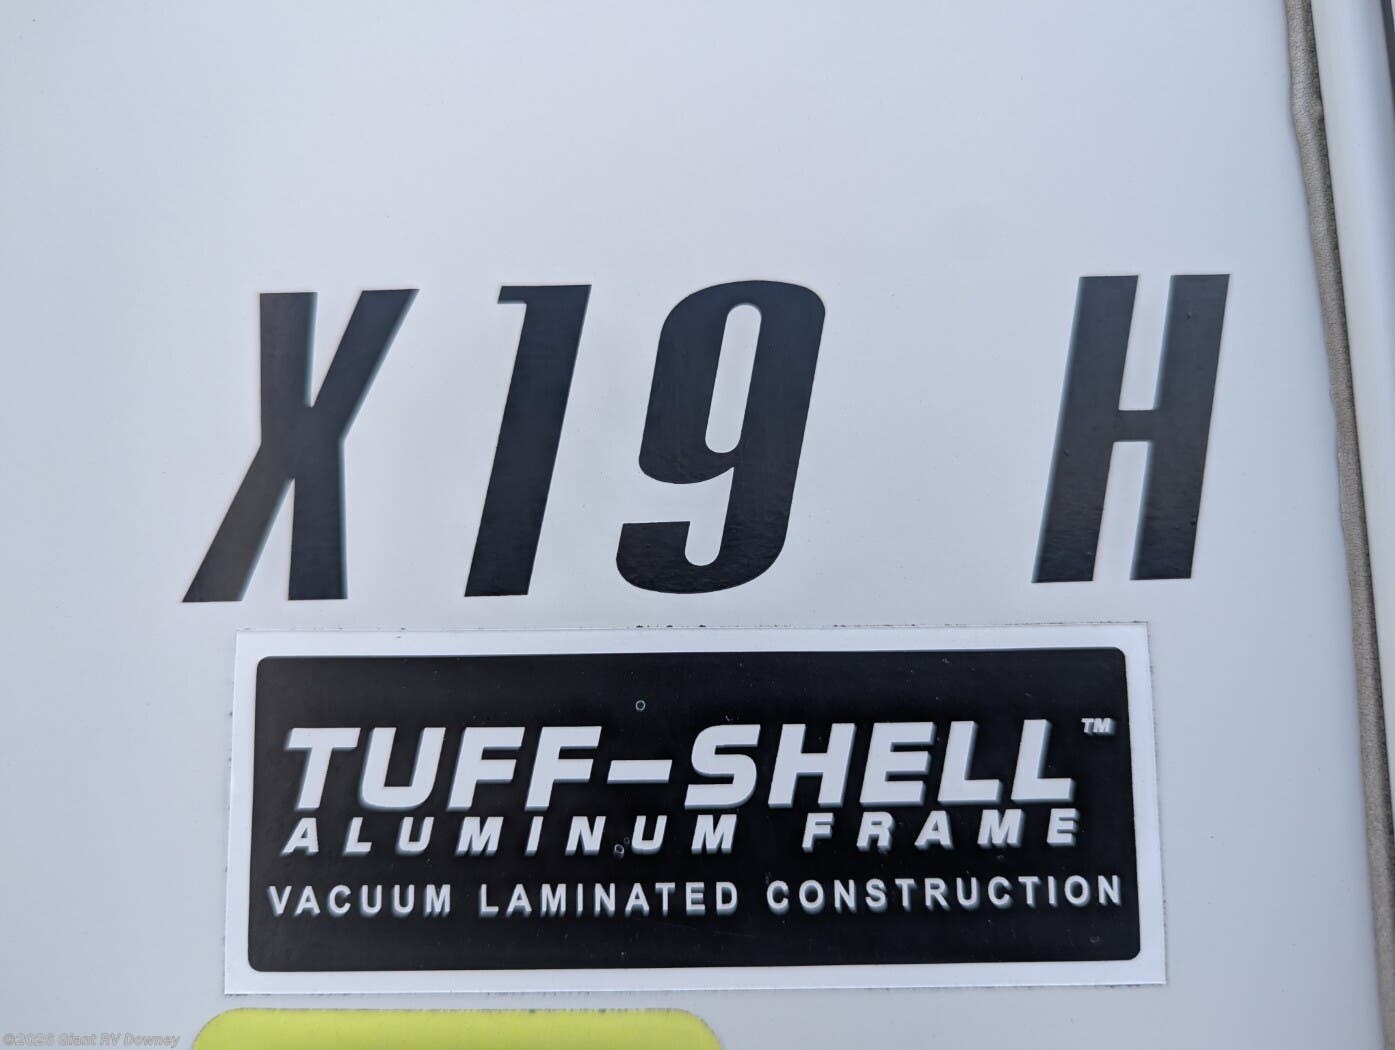 X19 H
TUFF-SHELL™
ALUMINUM FRAME
VACUUM LAMINATED CONSTRUCTION
©2026 Giant RV Downey